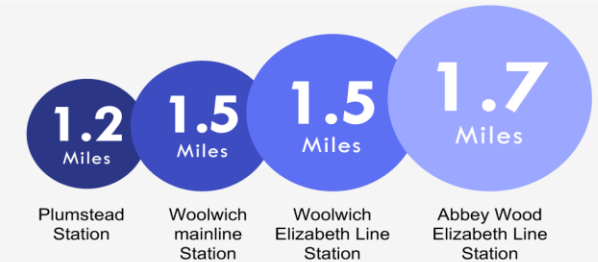 1.2
Miles
1.5
Miles
1.5
Miles
1.7
Miles
Plumstead
Station
Woolwich
mainline
Station
Woolwich
Elizabeth Line
Station
Abbey Wood
Elizabeth Line
Station